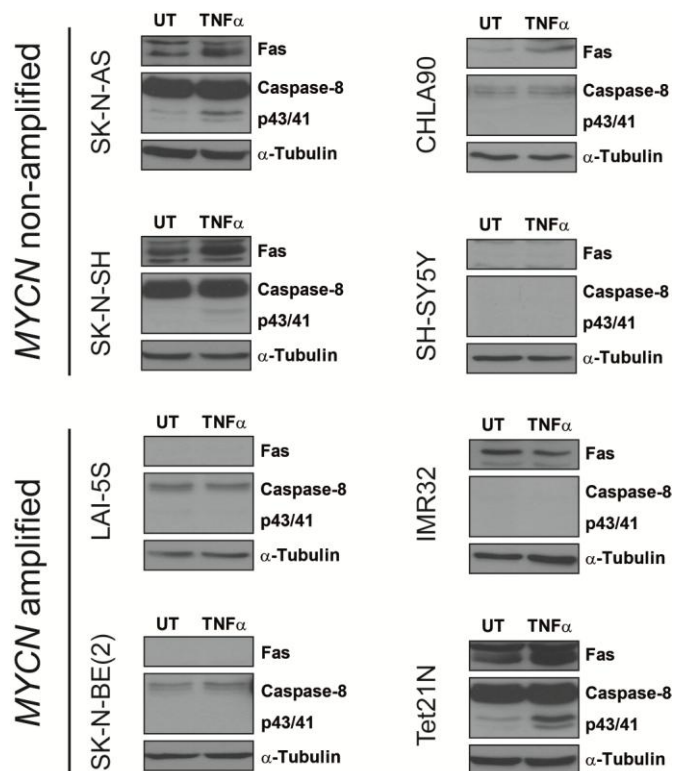 MYCN non-amplified
SK-N-AS
UT TNFα
Fas
Caspase-8
p43/41
α-Tubulin
CHLA90
UT TNFα
Fas
Caspase-8
p43/41
α-Tubulin
SK-N-SH
UT TNFα
Fas
Caspase-8
p43/41
α-Tubulin
SH-SY5Y
UT TNFα
Fas
Caspase-8
p43/41
α-Tubulin
MYCN amplified
LAI-5S
UT TNFα
Fas
Caspase-8
p43/41
α-Tubulin
IMR32
UT TNFα
Fas
Caspase-8
p43/41
α-Tubulin
SK-N-BE(2)
UT TNFα
Fas
Caspase-8
p43/41
α-Tubulin
Tet21N
UT TNFα
Fas
Caspase-8
p43/41
α-Tubulin